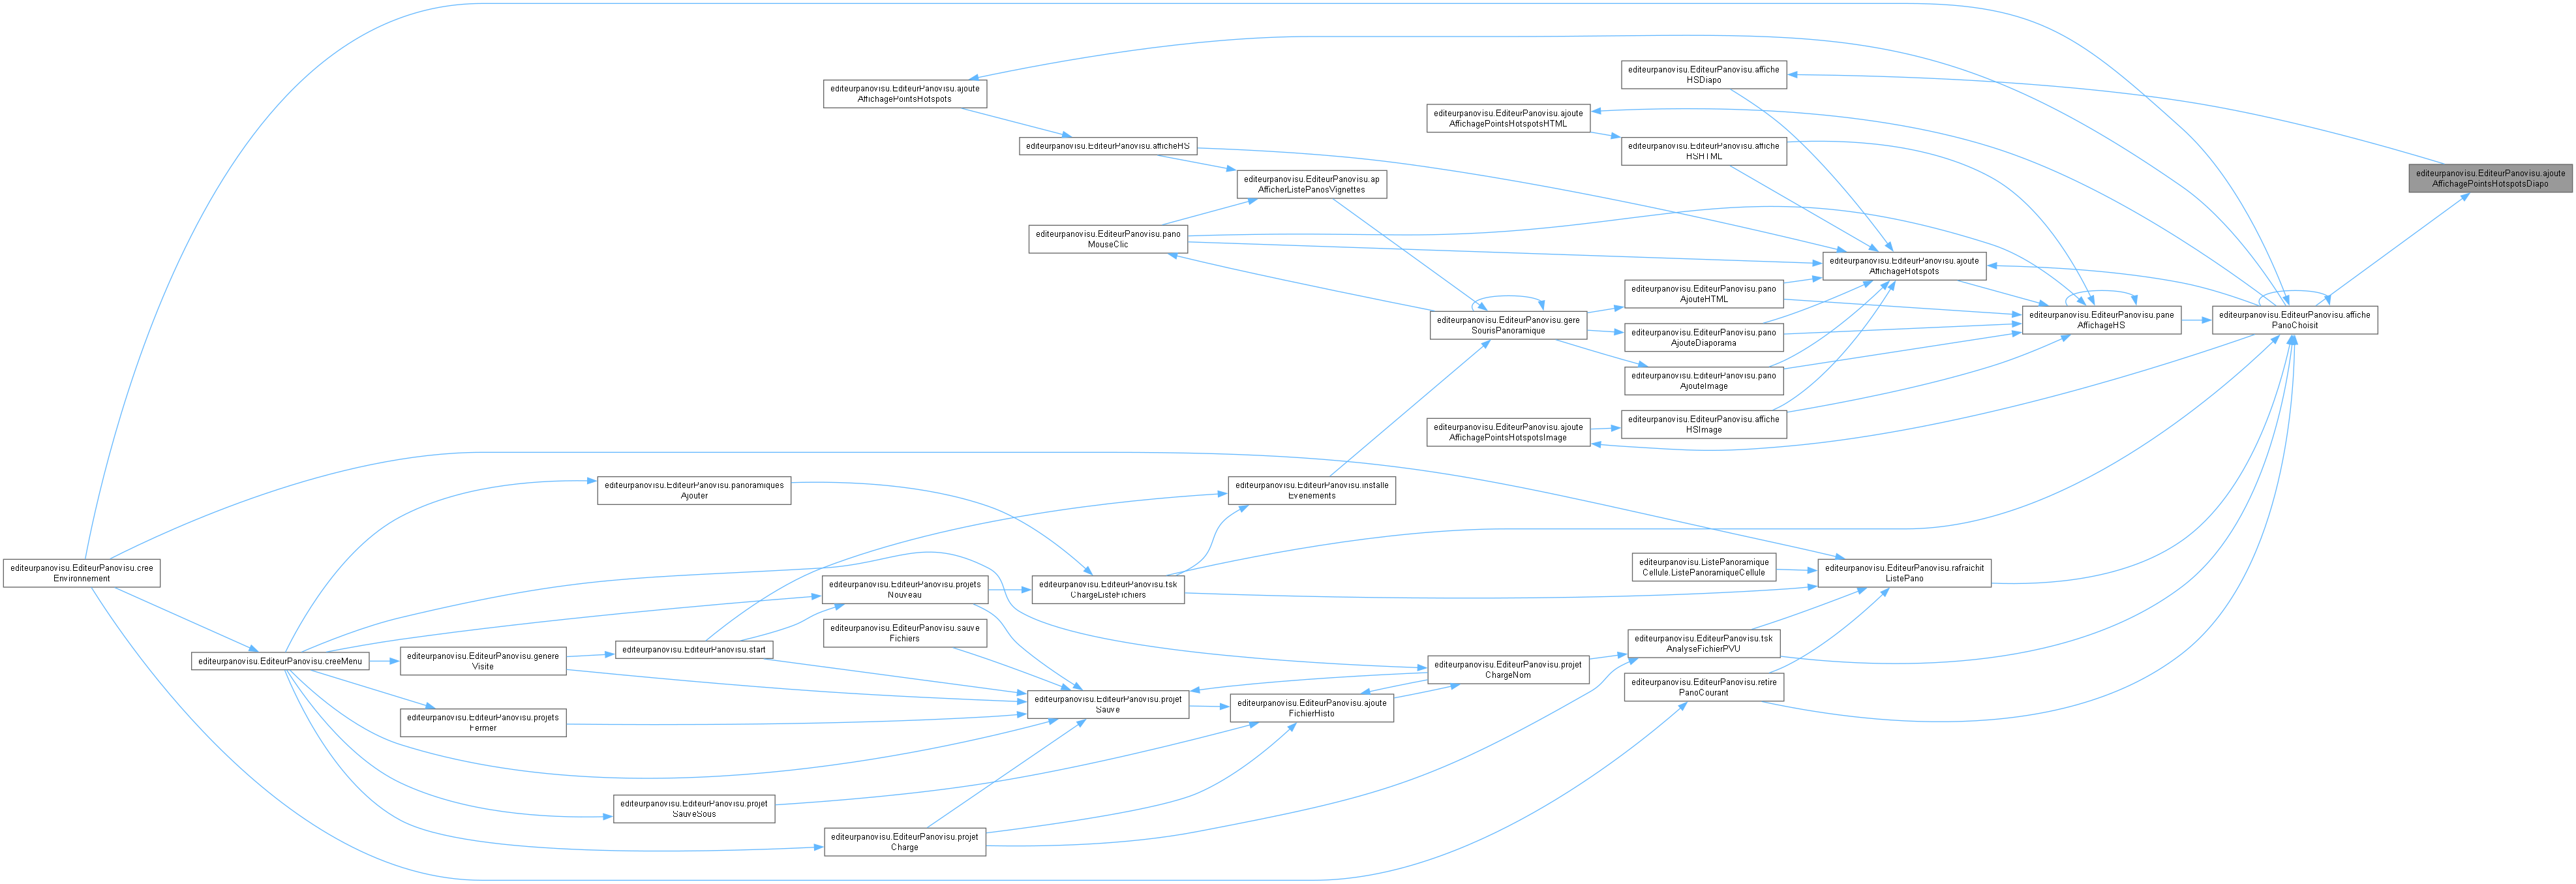 editeurpanovisu.EditeurPanovisu.ajoute
AffichagePointsHotspots
editeurpanovisu.EditeurPanovisu.affiche
HSDiapo
editeurpanovisu.EditeurPanovisu.ajoute
AffichagePointsHotspotsHTML
editeurpanovisu.EditeurPanovisu.afficheHS
editeurpanovisu.EditeurPanovisu.affiche
HSHTML
editeurpanovisu.EditeurPanovisu.ajoute
AffichagePointsHotspotsDiapo
editeurpanovisu.EditeurPanovisu.ap
AfficherListePanosVignettes
editeurpanovisu.EditeurPanovisu.pano
MouseClic
editeurpanovisu.EditeurPanovisu.ajoute
AffichageHotspots
editeurpanovisu.EditeurPanovisu.pano
AjouteHTML
editeurpanovisu.EditeurPanovisu.gere
SourisPanoramique
editeurpanovisu.EditeurPanovisu.pane
AffichageHS
editeurpanovisu.EditeurPanovisu.affiche
PanoChoisit
editeurpanovisu.EditeurPanovisu.pano
AjouteDiaporama
editeurpanovisu.EditeurPanovisu.pano
AjouteImage
editeurpanovisu.EditeurPanovisu.affiche
HSImage
editeurpanovisu.EditeurPanovisu.ajoute
AffichagePointsHotspotsImage
editeurpanovisu.EditeurPanovisu.panoramiques
Ajouter
editeurpanovisu.EditeurPanovisu.installe
Evenements
editeurpanovisu.EditeurPanovisu.cree
Environnement
editeurpanovisu.ListePanoramique
Cellule.ListePanoramiqueCellule
editeurpanovisu.EditeurPanovisu.rafraichit
ListePano
editeurpanovisu.EditeurPanovisu.projets
Nouveau
editeurpanovisu.EditeurPanovisu.tsk
ChargeListeFichiers
editeurpanovisu.EditeurPanovisu.sauve
Fichiers
editeurpanovisu.EditeurPanovisu.start
editeurpanovisu.EditeurPanovisu.tsk
AnalyseFichierPVU
editeurpanovisu.EditeurPanovisu.creeMenu
editeurpanovisu.EditeurPanovisu.genere
Visite
editeurpanovisu.EditeurPanovisu.projet
ChargeNom
editeurpanovisu.EditeurPanovisu.retire
PanoCourant
editeurpanovisu.EditeurPanovisu.projet
Sauve
editeurpanovisu.EditeurPanovisu.ajoute
FichierHisto
editeurpanovisu.EditeurPanovisu.projets
Fermer
editeurpanovisu.EditeurPanovisu.projet
SauveSous
editeurpanovisu.EditeurPanovisu.projet
Charge